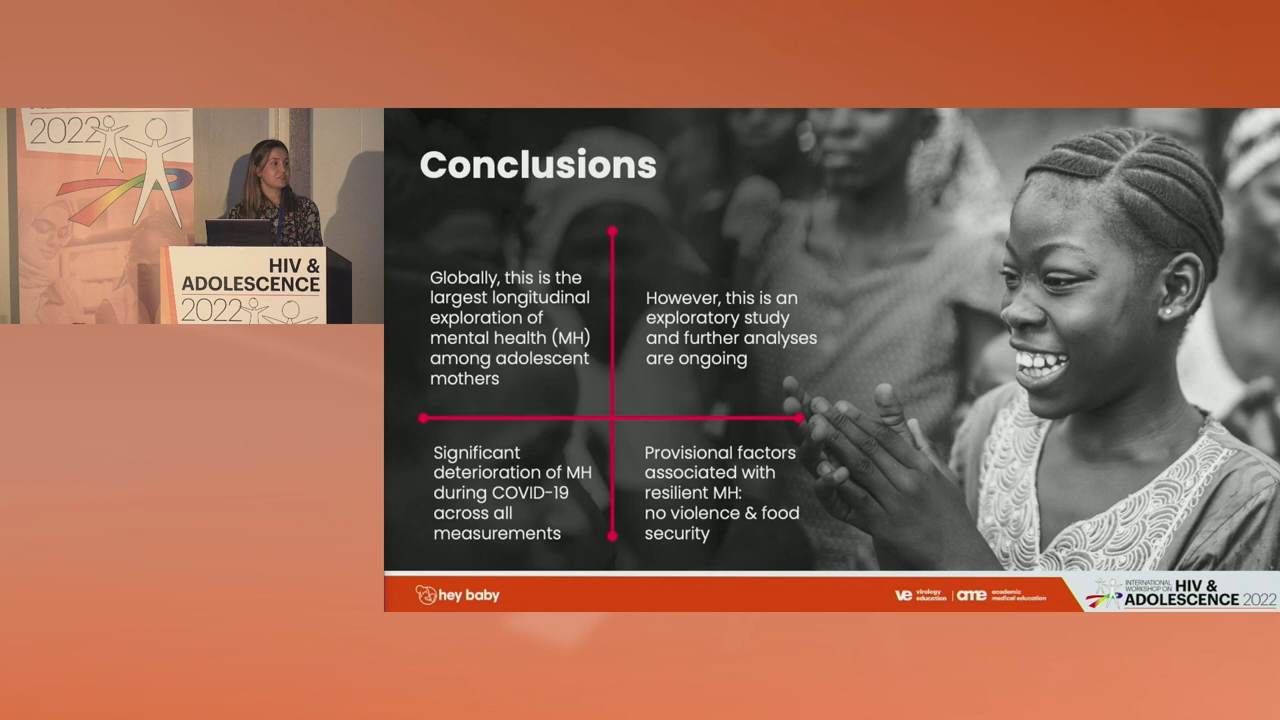 2022
HIV &
ADOLESCENCE
2022
Conclusions
Globally, this is the
largest longitudinal
exploration of
mental health (MH)
among adolescent
mothers
However, this is an
exploratory study
and further analyses
are ongoing
Significant
deterioration of MH
during COVID-19
across all
measurements
Provisional factors
associated with
resilient MH:
no violence & food
security
hey baby
ve virology
education
ame academic
medical education
INTERNATIONAL
WORKSHOP ON
HIV &
ADOLESCENCE 2022